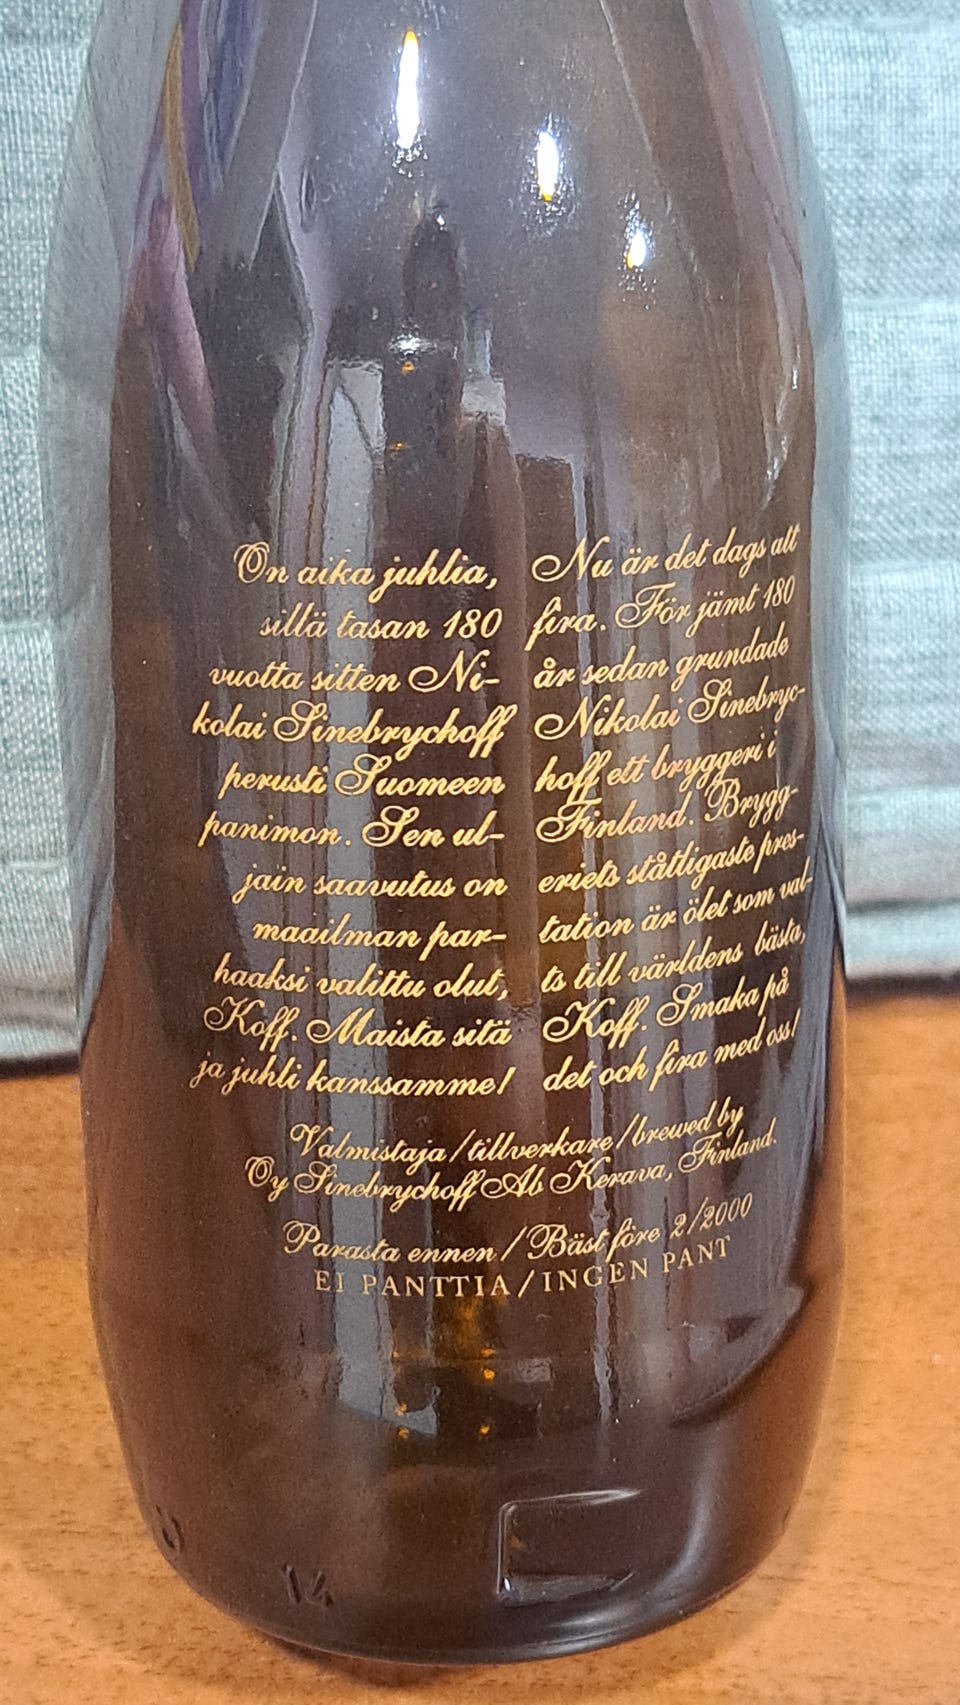 On aika juhlia,
sillä tasan 180
vuotta sitten Ni-
kolai Sinebrychoff
perusti Suomeen
panimon. Sen ul-
jain saavutus on
maailman par-
haaksi valittu olut,
Koff. Maista sitä
ja juhli kanssamme!
Nu är det dags att
fira. För jämt 180
år sedan grundade
Nikolai Sinebryc-
hoff ett bryggeri i
Finland. Brygg-
eriets ståtligaste pres-
tation är ölet som val-
ts till världens bästa,
Koff. Smaka på
det och fira med oss!
Valmistaja / tillverkare / brewed by
Oy Sinebrychoff Ab Kerava, Finland.
Parasta ennen / Bäst före 2/2000
EI PANTTIA / INGEN PANT
14